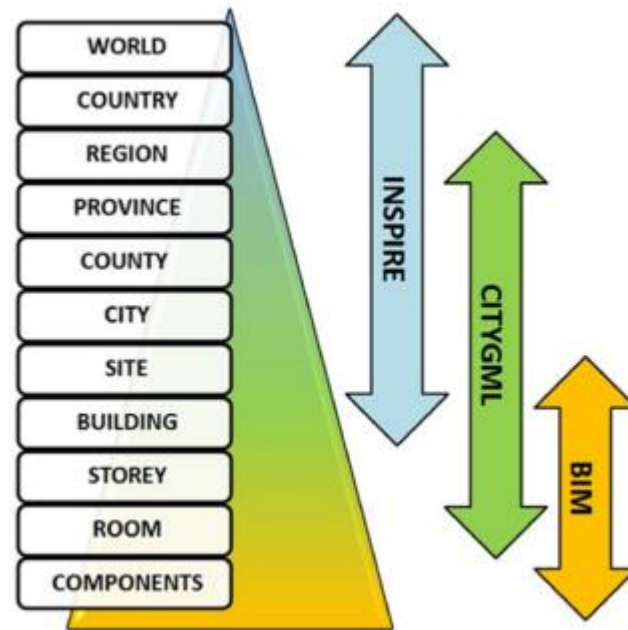 WORLD
COUNTRY
REGION
PROVINCE
COUNTY
CITY
SITE
BUILDING
STOREY
ROOM
COMPONENTS
INSPIRE
CITYGML
BIM